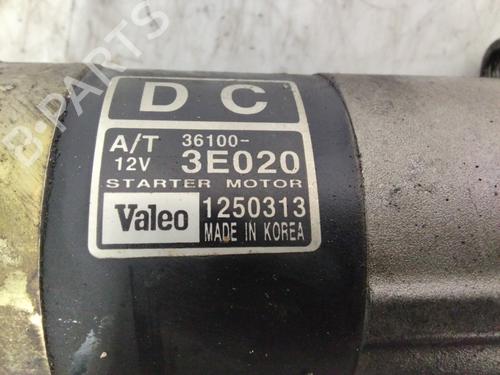 B-PARTS
D C
A/T 36100-
12V 3E020
STARTER MOTOR
Valeo 1250313
MADE IN KOREA